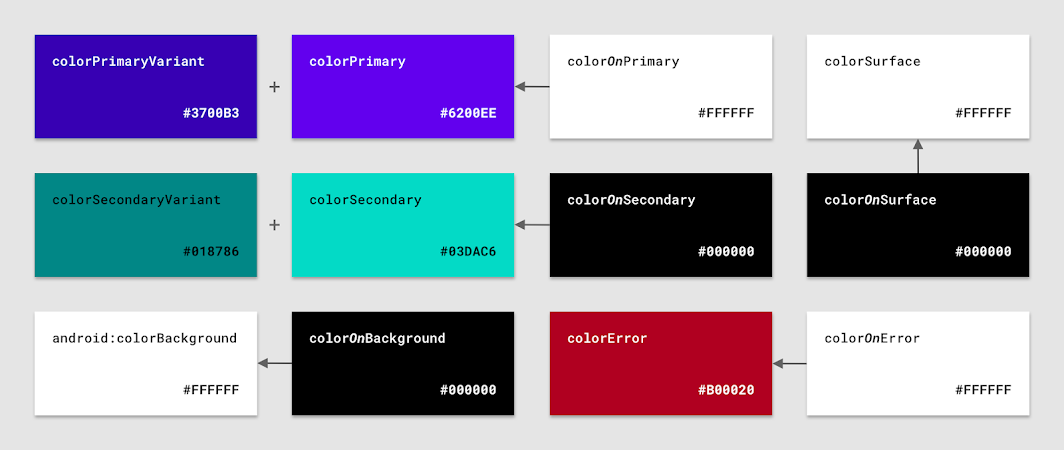 colorPrimaryVariant
#3700B3
+
colorPrimary
#6200EE
colorOnPrimary
#FFFFFF
colorSurface
#FFFFFF
colorSecondaryVariant
#018786
+
colorSecondary
#03DAC6
colorOnSecondary
#000000
colorOnSurface
#000000
android:colorBackground
#FFFFFF
colorOnBackground
#000000
colorError
#B00020
colorOnError
#FFFFFF